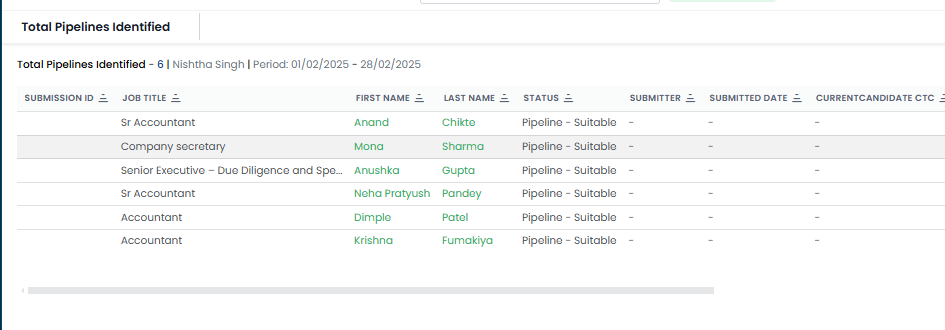 Total Pipelines Identified
Total Pipelines Identified - 6 | Nishtha Singh | Period: 01/02/2025 - 28/02/2025
SUBMISSION ID JOB TITLE FIRST NAME LAST NAME STATUS SUBMITTER SUBMITTED DATE CURRENTCANDIDATE CTC
Sr Accountant Anand Chikte Pipeline - Suitable - - -
Company secretary Mona Sharma Pipeline - Suitable - - -
Senior Executive – Due Diligence and Spe... Anushka Gupta Pipeline - Suitable - - -
Sr Accountant Neha Pratyush Pandey Pipeline - Suitable - - -
Accountant Dimple Patel Pipeline - Suitable - - -
Accountant Krishna Fumakiya Pipeline - Suitable - - -